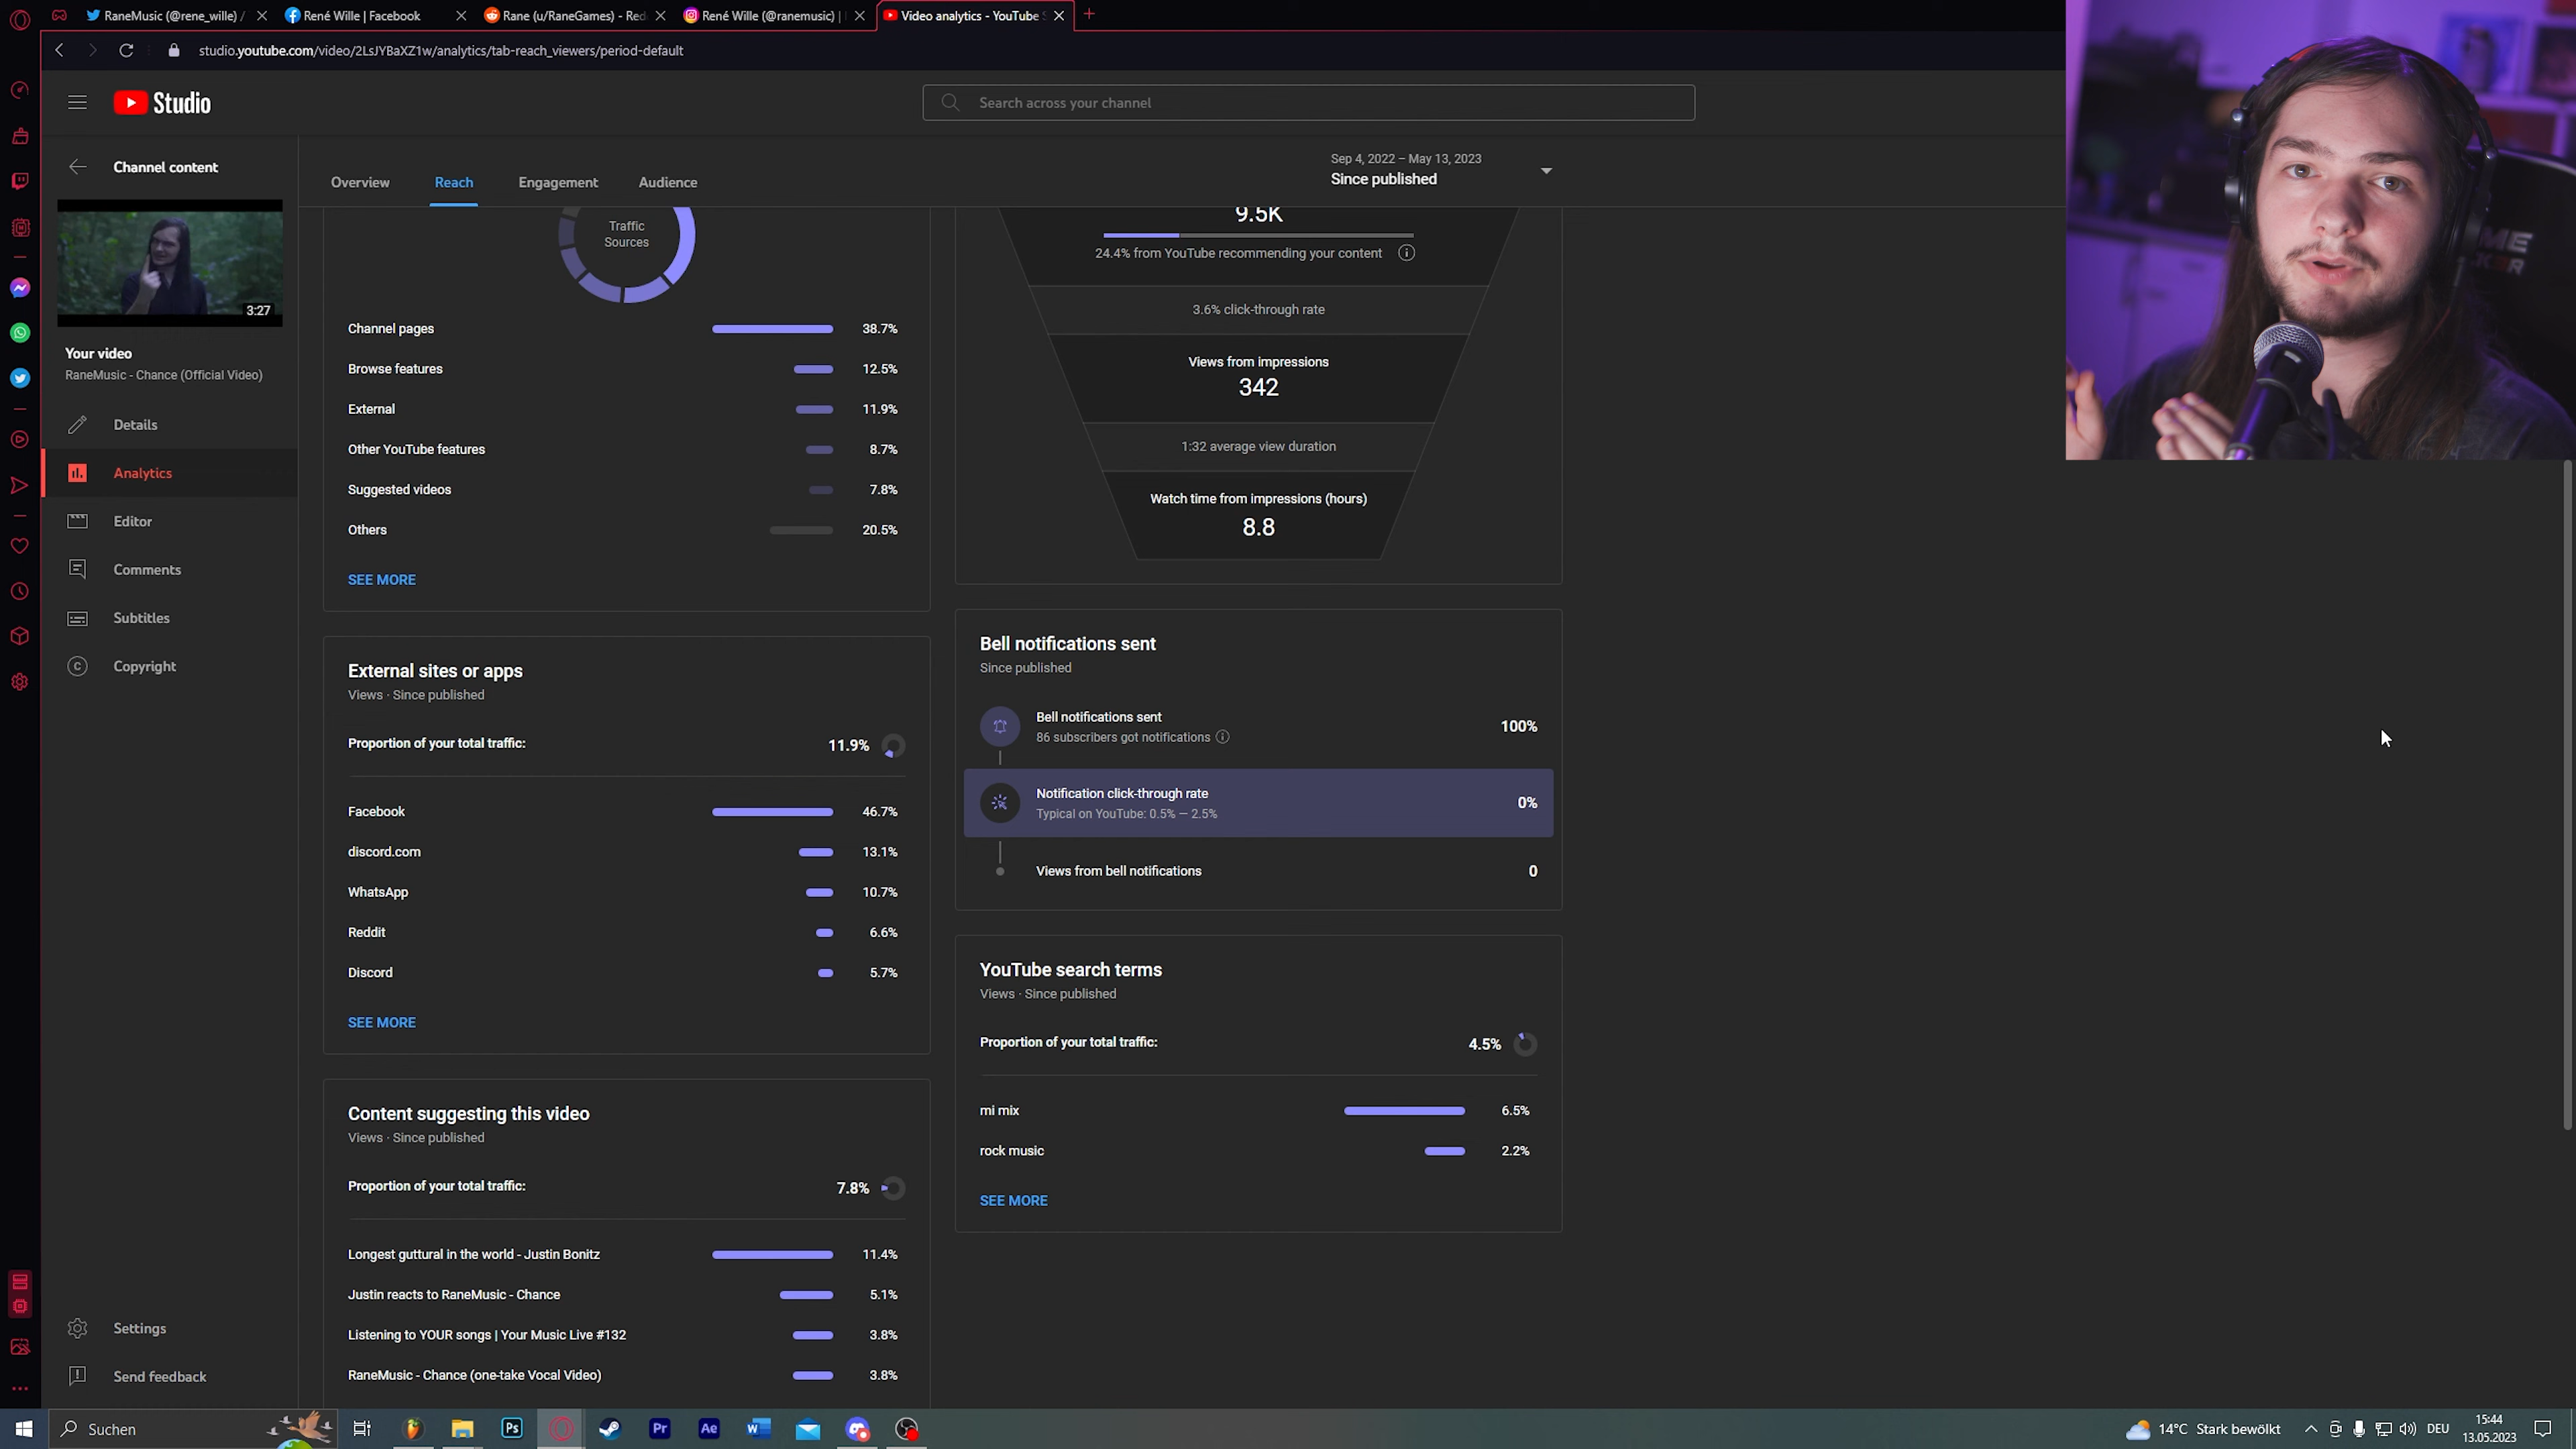 RaneMusic (@rene_wille) /
René Wille | Facebook
Rane (u/RaneGames) - Red
René Wille (@ranemusic) |
Video analytics - YouTube S
studio.youtube.com/video/2LsJYBaXZ1w/analytics/tab-reach_viewers/period-default
Studio
Search across your channel
Channel content
3:27
Your video
RaneMusic - Chance (Official Video)
Details
Analytics
Editor
Comments
Subtitles
Copyright
Settings
Send feedback
Overview
Reach
Engagement
Audience
Sep 4, 2022 – May 13, 2023
Since published
Traffic
Sources
Channel pages 38.7%
Browse features 12.5%
External 11.9%
Other YouTube features 8.7%
Suggested videos 7.8%
Others 20.5%
SEE MORE
External sites or apps
Views · Since published
Proportion of your total traffic: 11.9%
Facebook 46.7%
discord.com 13.1%
WhatsApp 10.7%
Reddit 6.6%
Discord 5.7%
SEE MORE
Content suggesting this video
Views · Since published
Proportion of your total traffic: 7.8%
Longest guttural in the world - Justin Bonitz 11.4%
Justin reacts to RaneMusic - Chance 5.1%
Listening to YOUR songs | Your Music Live #132 3.8%
RaneMusic - Chance (one-take Vocal Video) 3.8%
9.5K
24.4% from YouTube recommending your content
3.6% click-through rate
Views from impressions
342
1:32 average view duration
Watch time from impressions (hours)
8.8
Bell notifications sent
Since published
Bell notifications sent 100%
86 subscribers got notifications
Notification click-through rate 0%
Typical on YouTube: 0.5% — 2.5%
Views from bell notifications 0
YouTube search terms
Views · Since published
Proportion of your total traffic: 4.5%
mi mix 6.5%
rock music 2.2%
SEE MORE
Suchen
Ps
Pr
Ae
W
14°C Stark bewölkt
DEU
15:44
13.05.2023